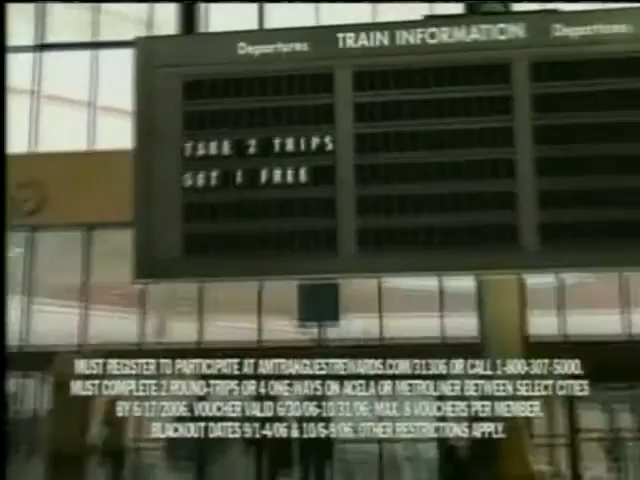 Departures TRAIN INFORMATION Departures
TAKE 2 TRIPS
GET 1 FREE
MUST REGISTER TO PARTICIPATE AT AMTRAKGUESTREWARDS.COM/31306 OR CALL 1-800-307-5000.
MUST COMPLETE 2 ROUND-TRIPS OR 4 ONE-WAYS ON ACELA OR METROLINER BETWEEN SELECT CITIES
BY 6/17/2006. VOUCHER VALID 6/30/06-10/31/06; MAX. 8 VOUCHERS PER MEMBER.
BLACKOUT DATES 9/1-4/06 & 10/6-9/06. OTHER RESTRICTIONS APPLY.